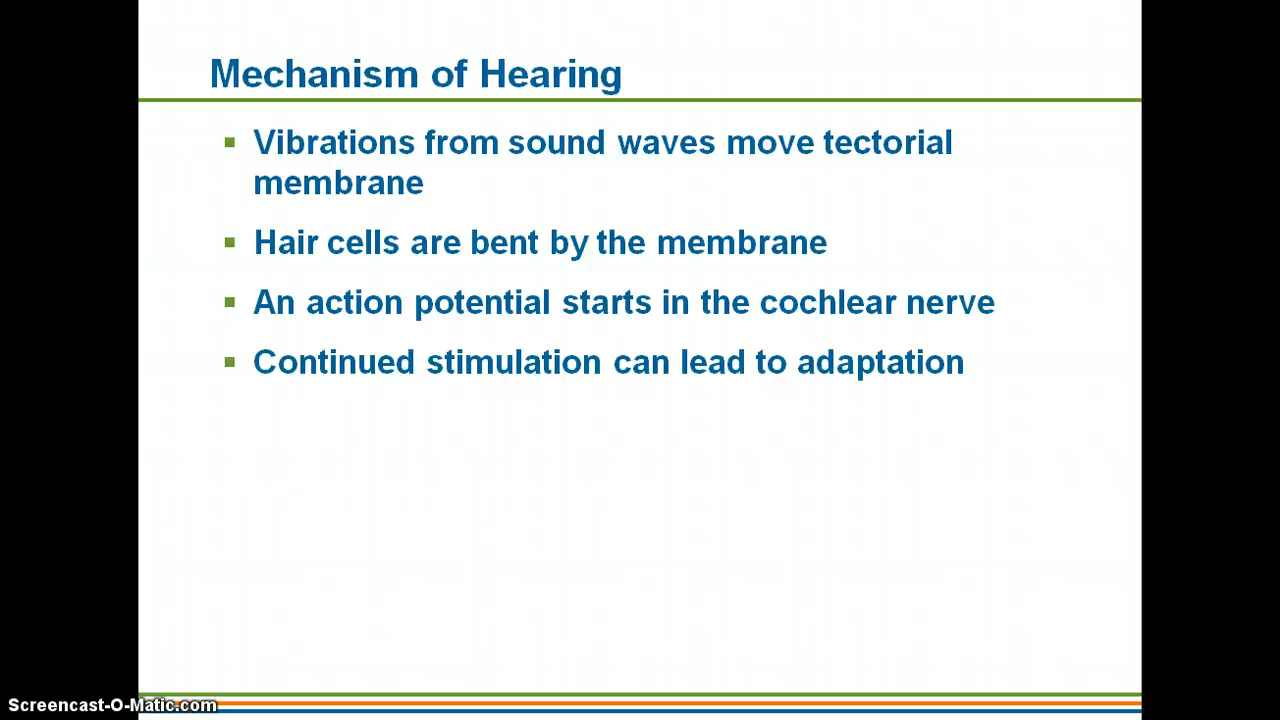 Mechanism of Hearing
▪ Vibrations from sound waves move tectorial
membrane
▪ Hair cells are bent by the membrane
▪ An action potential starts in the cochlear nerve
▪ Continued stimulation can lead to adaptation
Screencast-O-Matic.com